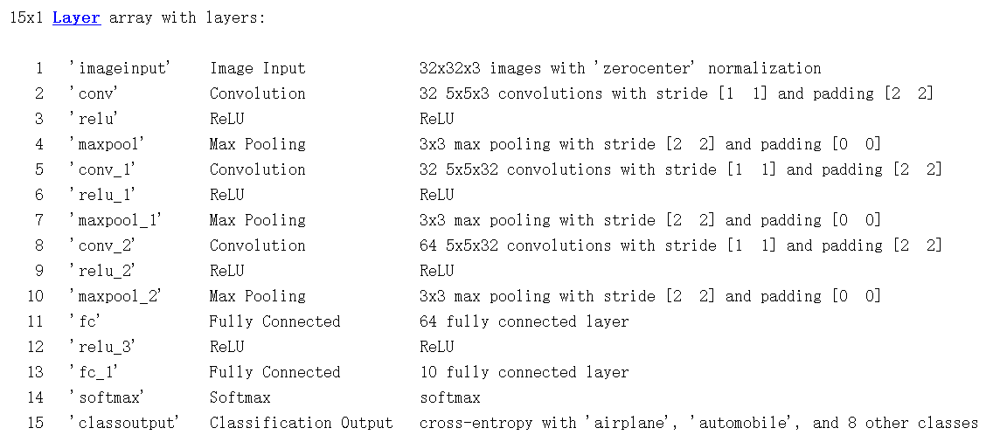 15x1 Layer array with layers:
1 'imageinput' Image Input 32x32x3 images with 'zerocenter' normalization
2 'conv' Convolution 32 5x5x3 convolutions with stride [1 1] and padding [2 2]
3 'relu' ReLU ReLU
4 'maxpool' Max Pooling 3x3 max pooling with stride [2 2] and padding [0 0]
5 'conv_1' Convolution 32 5x5x32 convolutions with stride [1 1] and padding [2 2]
6 'relu_1' ReLU ReLU
7 'maxpool_1' Max Pooling 3x3 max pooling with stride [2 2] and padding [0 0]
8 'conv_2' Convolution 64 5x5x32 convolutions with stride [1 1] and padding [2 2]
9 'relu_2' ReLU ReLU
10 'maxpool_2' Max Pooling 3x3 max pooling with stride [2 2] and padding [0 0]
11 'fc' Fully Connected 64 fully connected layer
12 'relu_3' ReLU ReLU
13 'fc_1' Fully Connected 10 fully connected layer
14 'softmax' Softmax softmax
15 'classoutput' Classification Output cross-entropy with 'airplane', 'automobile', and 8 other classes